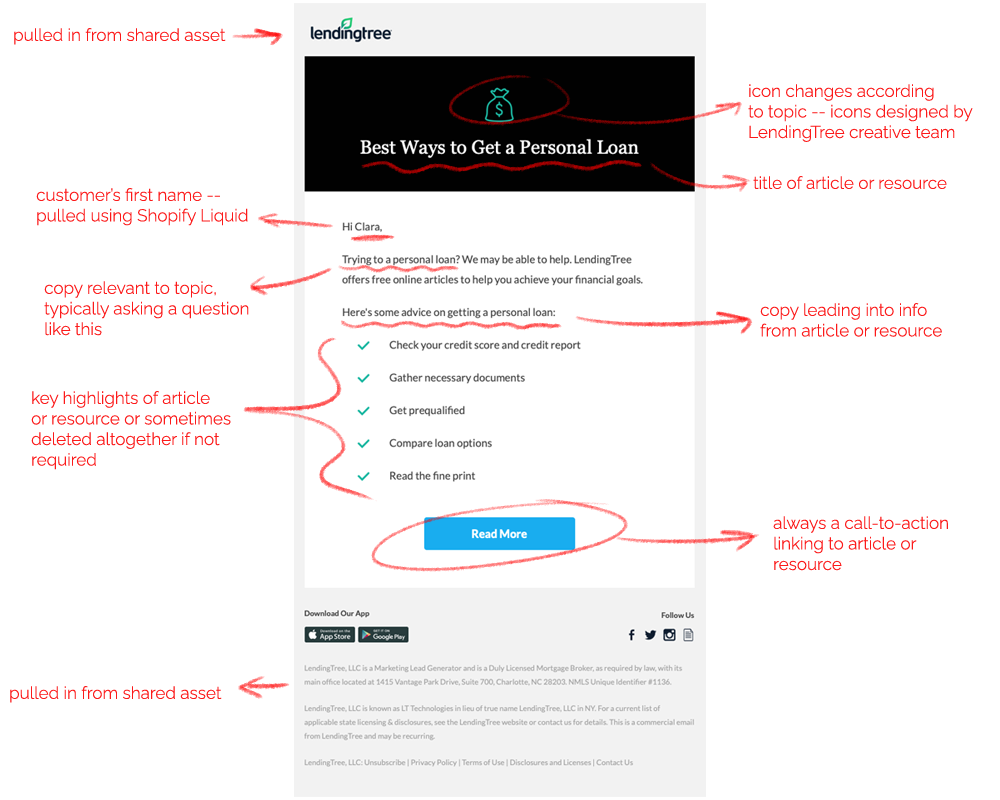 pulled in from shared asset
lendingtree
icon changes according
to topic -- icons designed by
LendingTree creative team
Best Ways to Get a Personal Loan
title of article or resource
customer's first name --
pulled using Shopify Liquid
Hi Clara,
Trying to a personal loan? We may be able to help. LendingTree
offers free online articles to help you achieve your financial goals.
copy relevant to topic,
typically asking a question
like this
Here's some advice on getting a personal loan:
copy leading into info
from article or resource
Check your credit score and credit report
Gather necessary documents
Get prequalified
Compare loan options
Read the fine print
key highlights of article
or resource or sometimes
deleted altogether if not
required
Read More
always a call-to-action
linking to article or
resource
Download Our App
Follow Us
Download on the
App Store
GET IT ON
Google Play
LendingTree, LLC is a Marketing Lead Generator and is a Duly Licensed Mortgage Broker, as required by law, with its
main office located at 1415 Vantage Park Drive, Suite 700, Charlotte, NC 28203. NMLS Unique Identifier #1136.
pulled in from shared asset
LendingTree, LLC is known as LT Technologies in lieu of true name LendingTree, LLC in NY. For a current list of
applicable state licensing & disclosures, see the LendingTree website or contact us for details. This is a commercial email
from LendingTree and may be recurring.
LendingTree, LLC: Unsubscribe | Privacy Policy | Terms of Use | Disclosures and Licenses | Contact Us